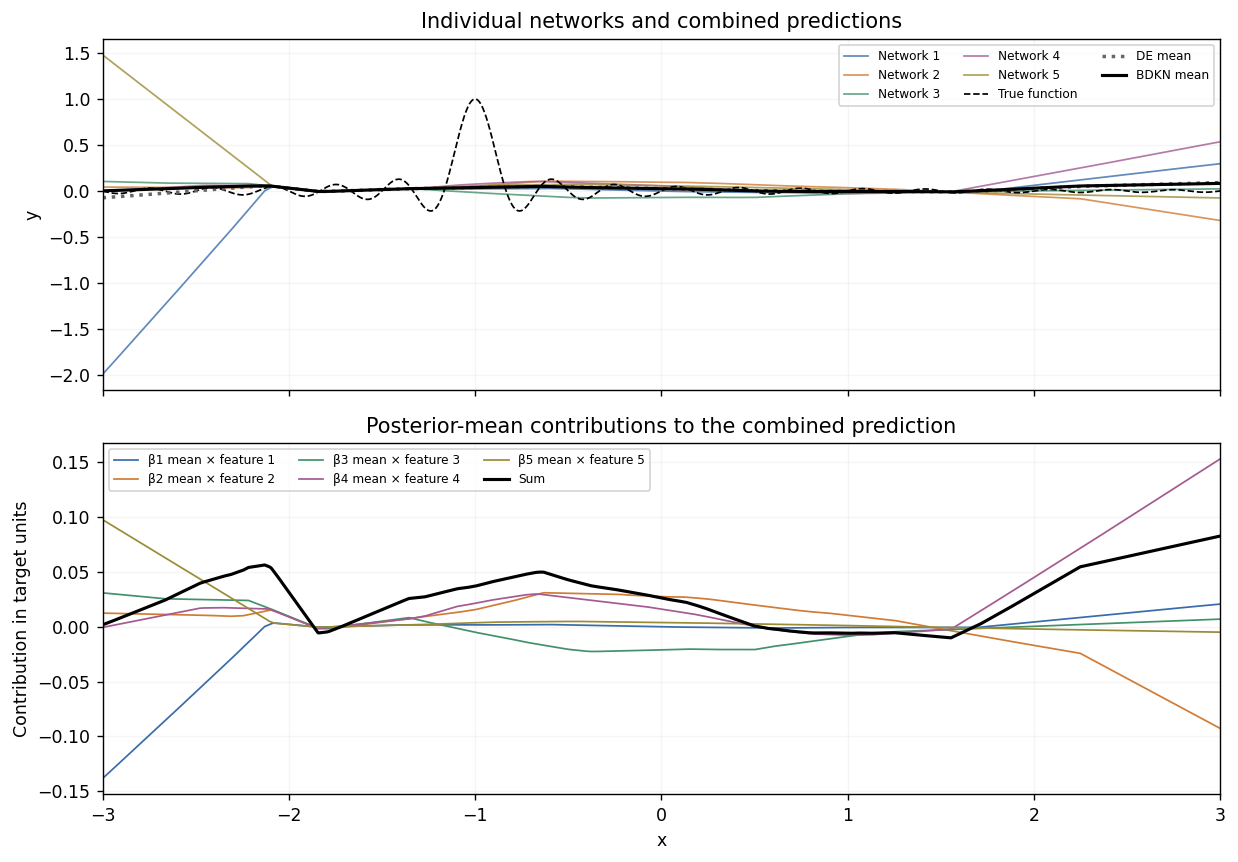 Individual networks and combined predictions
Network 1
Network 2
Network 3
Network 4
Network 5
True function
DE mean
BDKN mean
1.5
1.0
0.5
0.0
−0.5
−1.0
−1.5
−2.0
y
Posterior-mean contributions to the combined prediction
β1 mean × feature 1
β2 mean × feature 2
β3 mean × feature 3
β4 mean × feature 4
β5 mean × feature 5
Sum
0.15
0.10
0.05
0.00
−0.05
−0.10
−0.15
Contribution in target units
−3
−2
−1
0
1
2
3
x